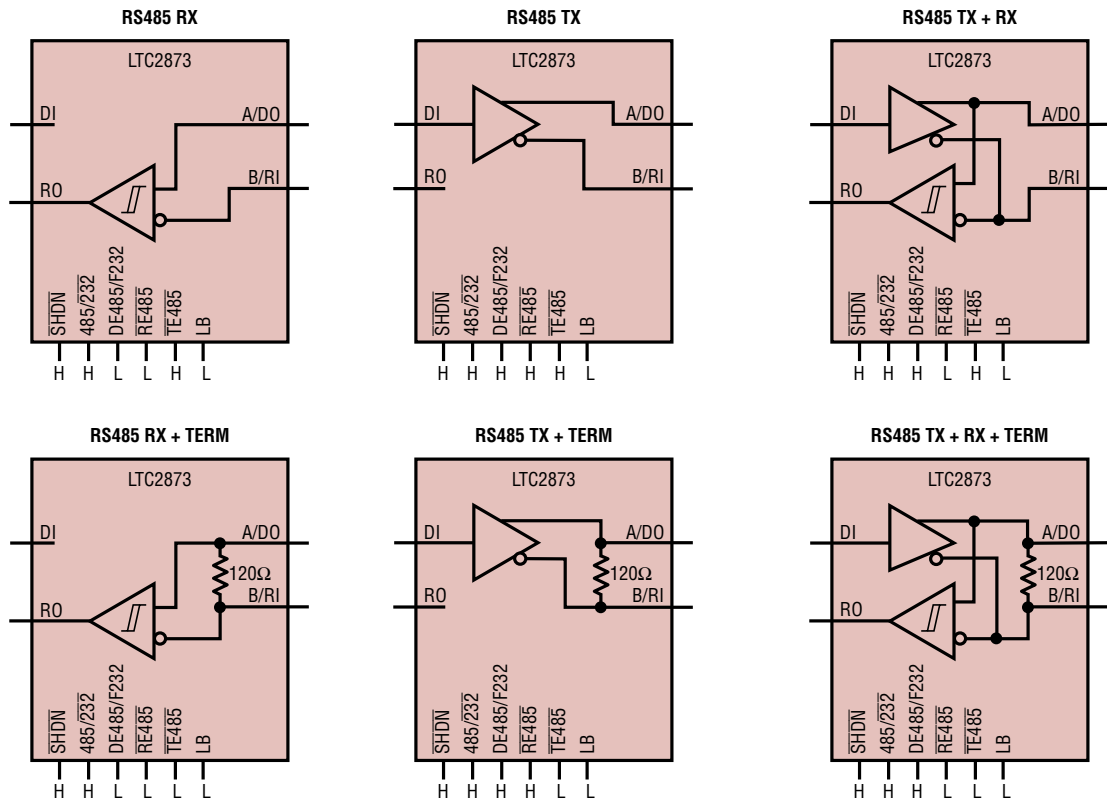 RS485 RX
LTC2873
DI
A/DO
RO
B/RI
SHDN
485/232
DE485/F232
RE485
TE485
LB
H H L L H L
RS485 TX
LTC2873
DI
A/DO
RO
B/RI
SHDN
485/232
DE485/F232
RE485
TE485
LB
H H H H H L
RS485 TX + RX
LTC2873
DI
A/DO
RO
B/RI
SHDN
485/232
DE485/F232
RE485
TE485
LB
H H H L H L
RS485 RX + TERM
LTC2873
DI
A/DO
120Ω
RO
B/RI
SHDN
485/232
DE485/F232
RE485
TE485
LB
H H L L L L
RS485 TX + TERM
LTC2873
DI
A/DO
120Ω
RO
B/RI
SHDN
485/232
DE485/F232
RE485
TE485
LB
H H H H L L
RS485 TX + RX + TERM
LTC2873
DI
A/DO
120Ω
RO
B/RI
SHDN
485/232
DE485/F232
RE485
TE485
LB
H H H L L L